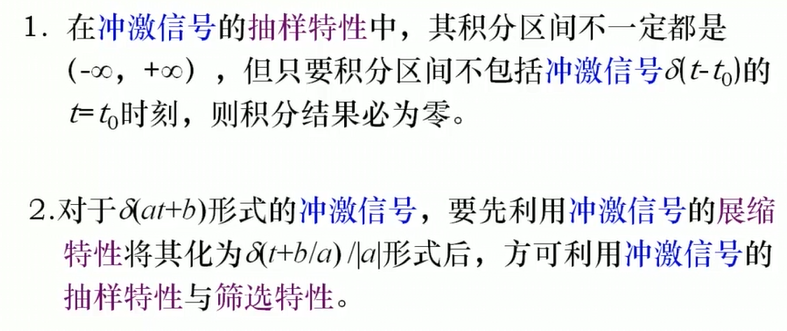 1. 在冲激信号的抽样特性中，其积分区间不一定都是
(-∞，+∞) ，但只要积分区间不包括冲激信号δ(t-t₀)的
t=t₀时刻，则积分结果必为零。
2.对于δ(at+b)形式的冲激信号，要先利用冲激信号的展缩
特性将其化为δ(t+b/a) /|a|形式后，方可利用冲激信号的
抽样特性与筛选特性。